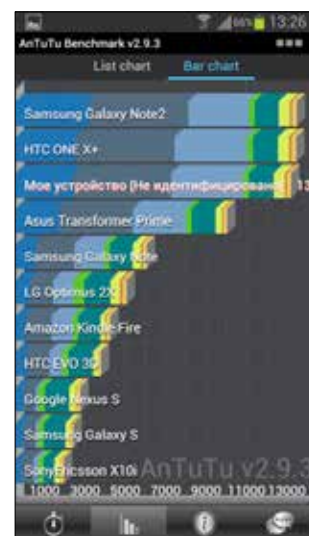 66% 13:26
AnTuTu Benchmark v2.9.3
List chart Bar chart
Samsung Galaxy Note2
HTC ONE X+
Мое устройство [Не идентифицировано] 13
Asus Transformer Prime
Samsung Galaxy Note
LG Optimus 2X
Amazon Kindle Fire
HTC EVO 3D
Google Nexus S
Samsung Galaxy S
SonyEricsson X10i
AnTuTu v2.9.3
1000 3000 5000 7000 9000 11000 13000